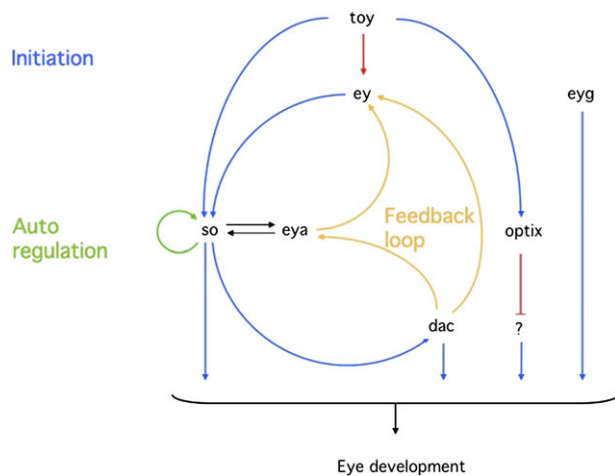 toy
Initiation
ey
eyg
Auto
regulation
so
eya
Feedback
loop
optix
dac
?
Eye development